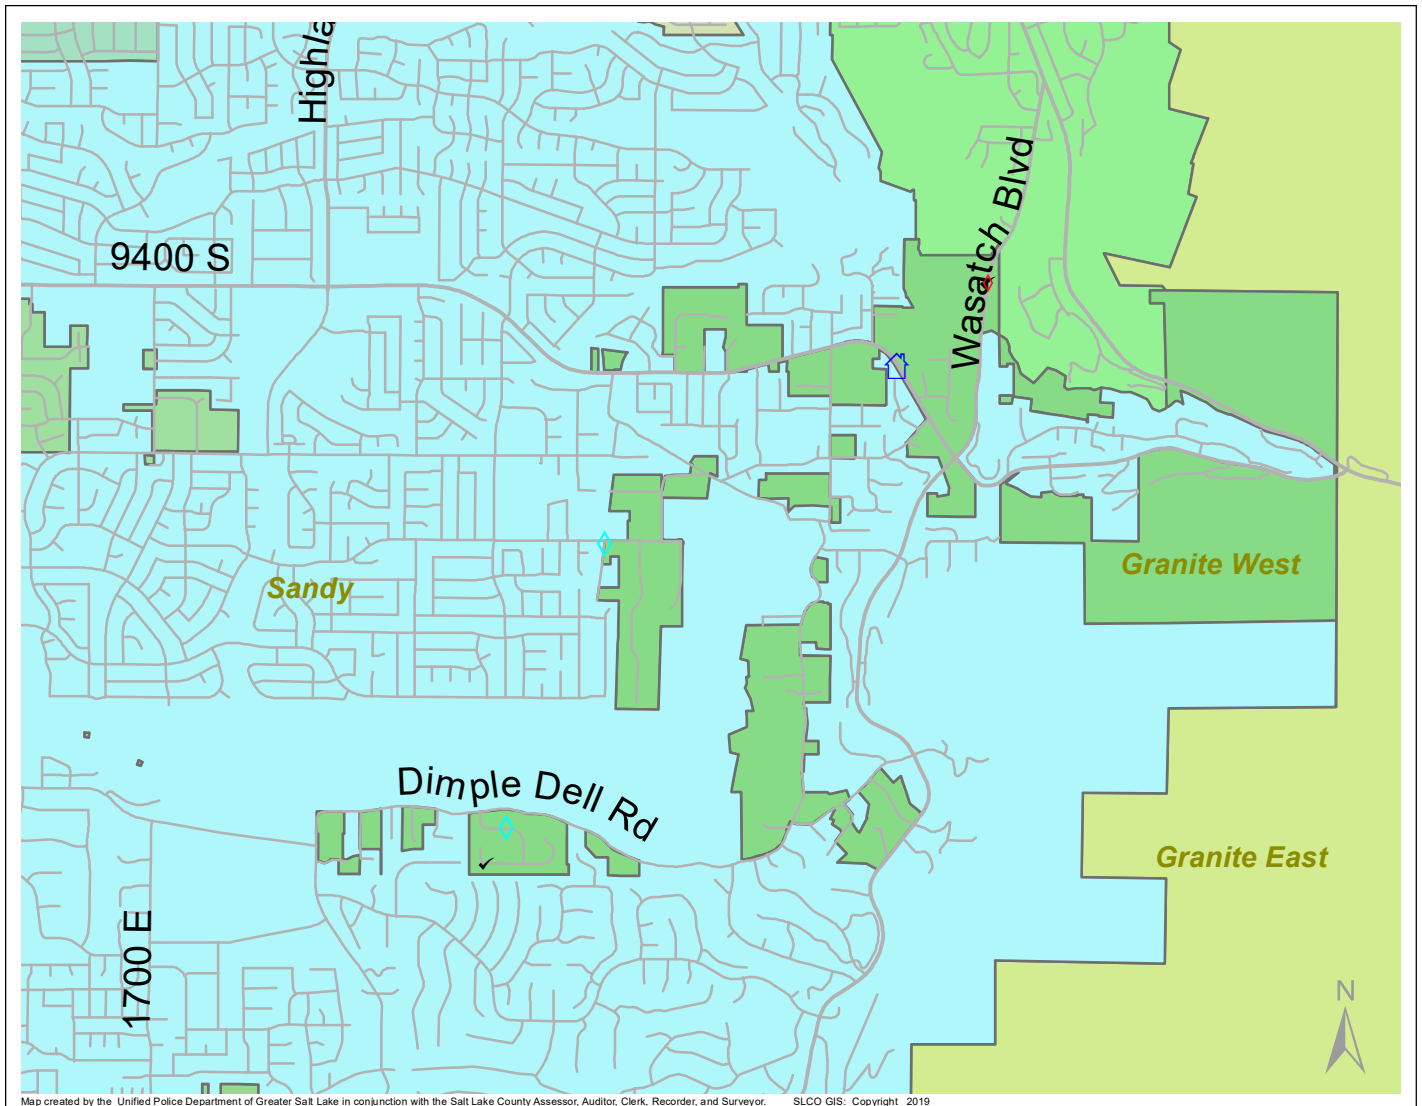 Highla
Wasatch Blvd
9400 S
Granite West
Sandy
Dimple Dell Rd
Granite East
1700 E
N
Map created by the Unified Police Department of Greater Salt Lake in conjunction with the Salt Lake County Assessor, Auditor, Clerk, Recorder, and Surveyor. SLCO GIS: Copyright 2019